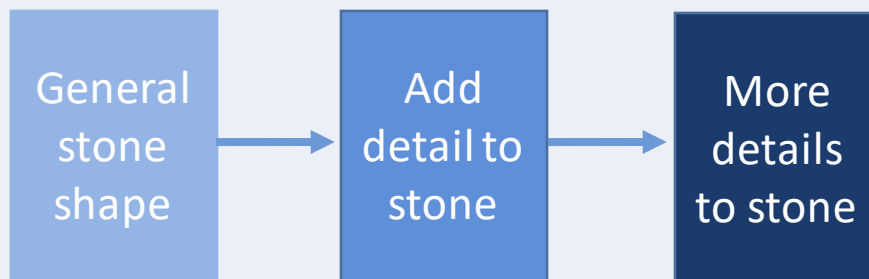 General
stone
shape
Add
detail to
stone
More
details
to stone